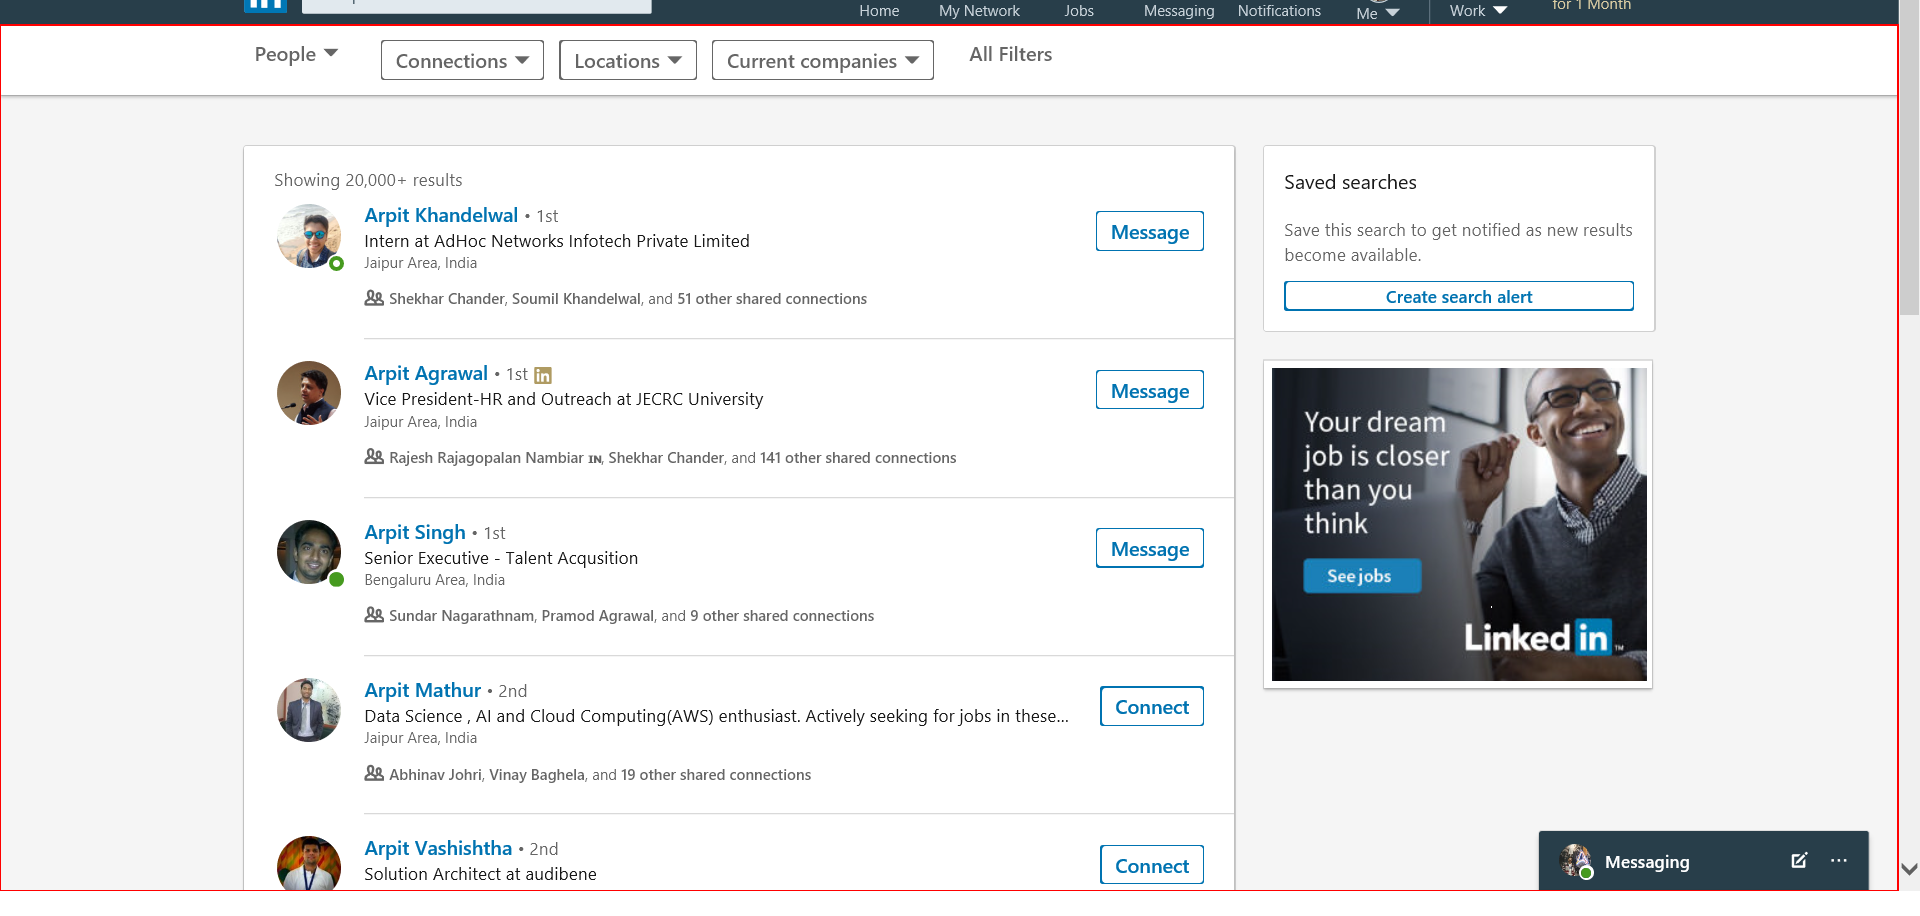 in
Home My Network Jobs Messaging Notifications Me Work for 1 Month
People Connections Locations Current companies All Filters
Showing 20,000+ results
Arpit Khandelwal • 1st
Message
Intern at AdHoc Networks Infotech Private Limited
Jaipur Area, India
Shekhar Chander, Soumil Khandelwal, and 51 other shared connections
Arpit Agrawal • 1st in
Message
Vice President-HR and Outreach at JECRC University
Jaipur Area, India
Rajesh Rajagopalan Nambiar IN, Shekhar Chander, and 141 other shared connections
Arpit Singh • 1st
Message
Senior Executive - Talent Acqusition
Bengaluru Area, India
Sundar Nagarathnam, Pramod Agrawal, and 9 other shared connections
Arpit Mathur • 2nd
Connect
Data Science , AI and Cloud Computing(AWS) enthusiast. Actively seeking for jobs in these...
Jaipur Area, India
Abhinav Johri, Vinay Baghela, and 19 other shared connections
Arpit Vashishtha • 2nd
Connect
Solution Architect at audibene
Saved searches
Save this search to get notified as new results
become available.
Create search alert
Your dream
job is closer
than you
think
See jobs
Linked in ™
Messaging